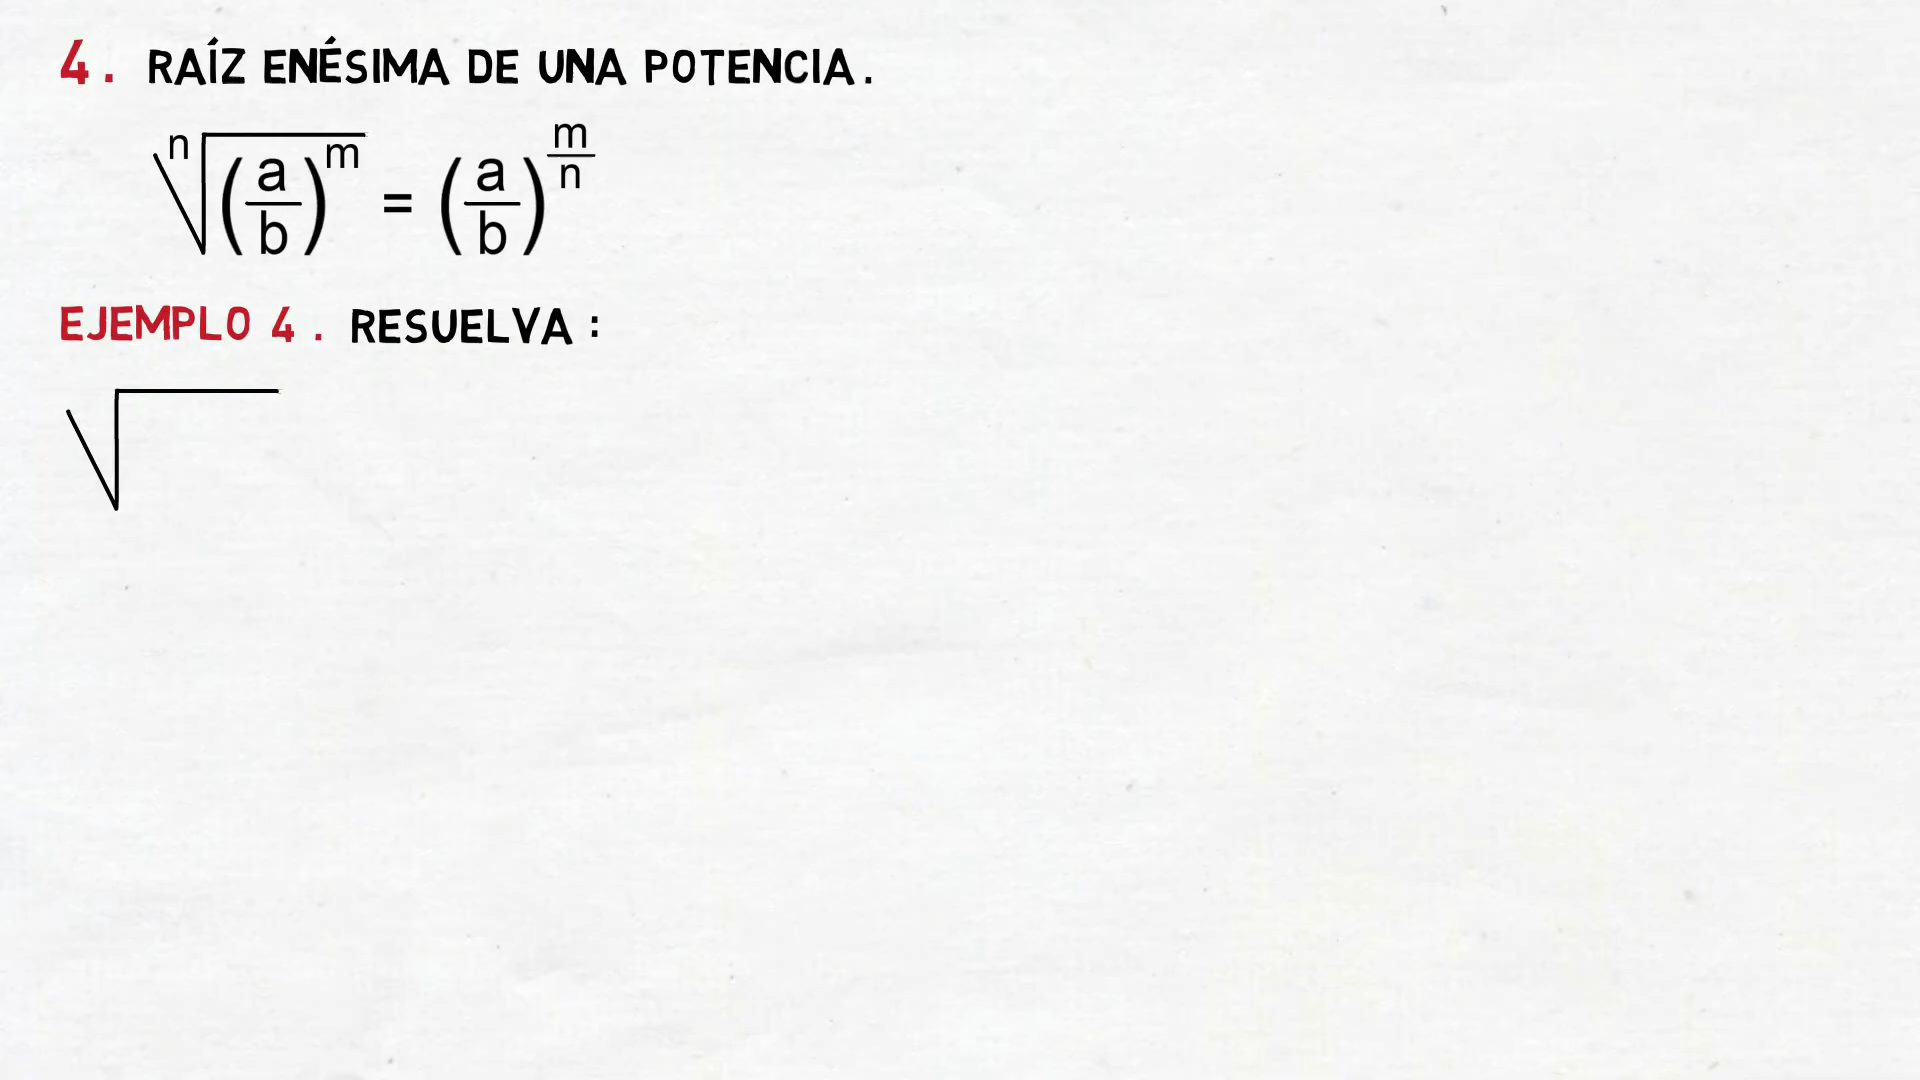 4. RAÍZ ENÉSIMA DE UNA POTENCIA.
ⁿ√(a/b)^m = (a/b)^(m/n)
EJEMPLO 4. RESUELVA:
√